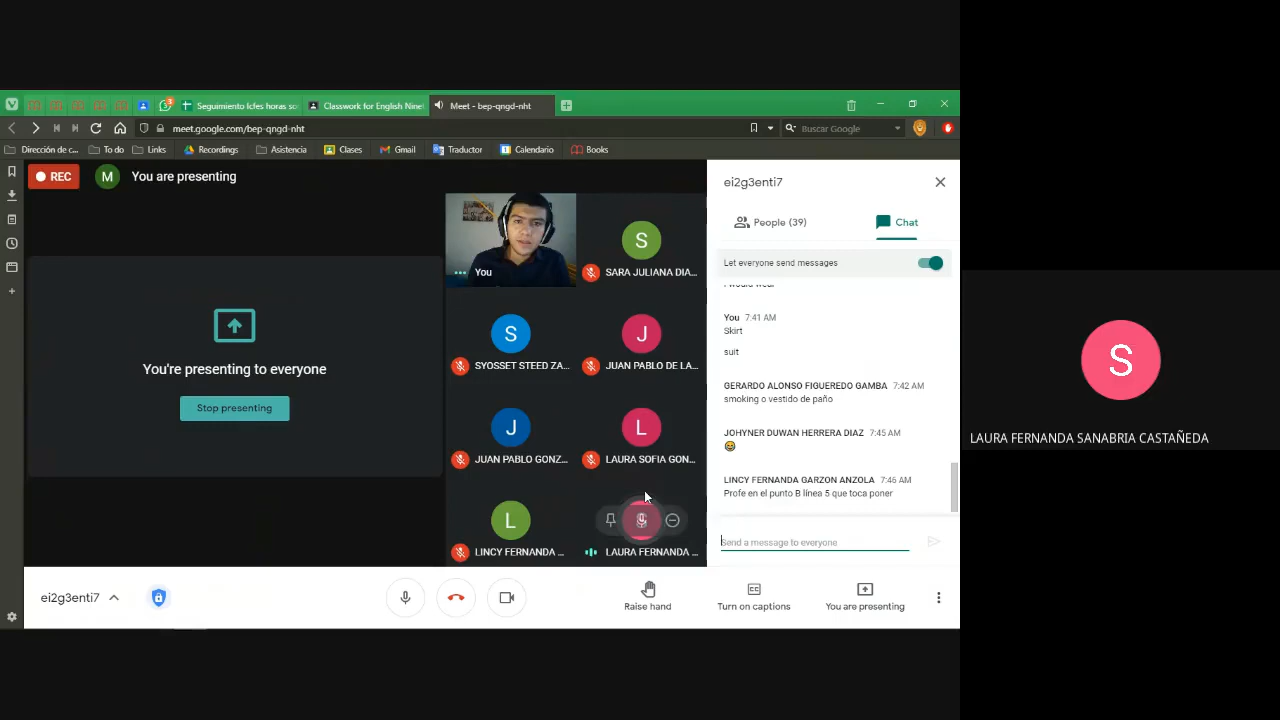 Seguimiento Icfes horas so
Classwork for English Nine
Meet - bep-qngd-nht
meet.google.com/bep-qngd-nht
Buscar Google
Dirección de c...
To do
Links
Recordings
Asistencia
Clases
Gmail
Traductor
Calendario
Books
REC
M
You are presenting
You're presenting to everyone
Stop presenting
You
S
SARA JULIANA DIA...
S
SYOSSET STEED ZA...
J
JUAN PABLO DE LA...
J
JUAN PABLO GONZ...
L
LAURA SOFIA GON...
L
LINCY FERNANDA ...
LAURA FERNANDA ...
ei2g3enti7
People (39)
Chat
Let everyone send messages
I would wear
You 7:41 AM
Skirt
suit
GERARDO ALONSO FIGUEREDO GAMBA 7:42 AM
smoking o vestido de paño
JOHYNER DUWAN HERRERA DIAZ 7:45 AM
LINCY FERNANDA GARZON ANZOLA 7:46 AM
Profe en el punto B línea 5 que toca poner
Send a message to everyone
ei2g3enti7
Raise hand
Turn on captions
You are presenting
S
LAURA FERNANDA SANABRIA CASTAÑEDA